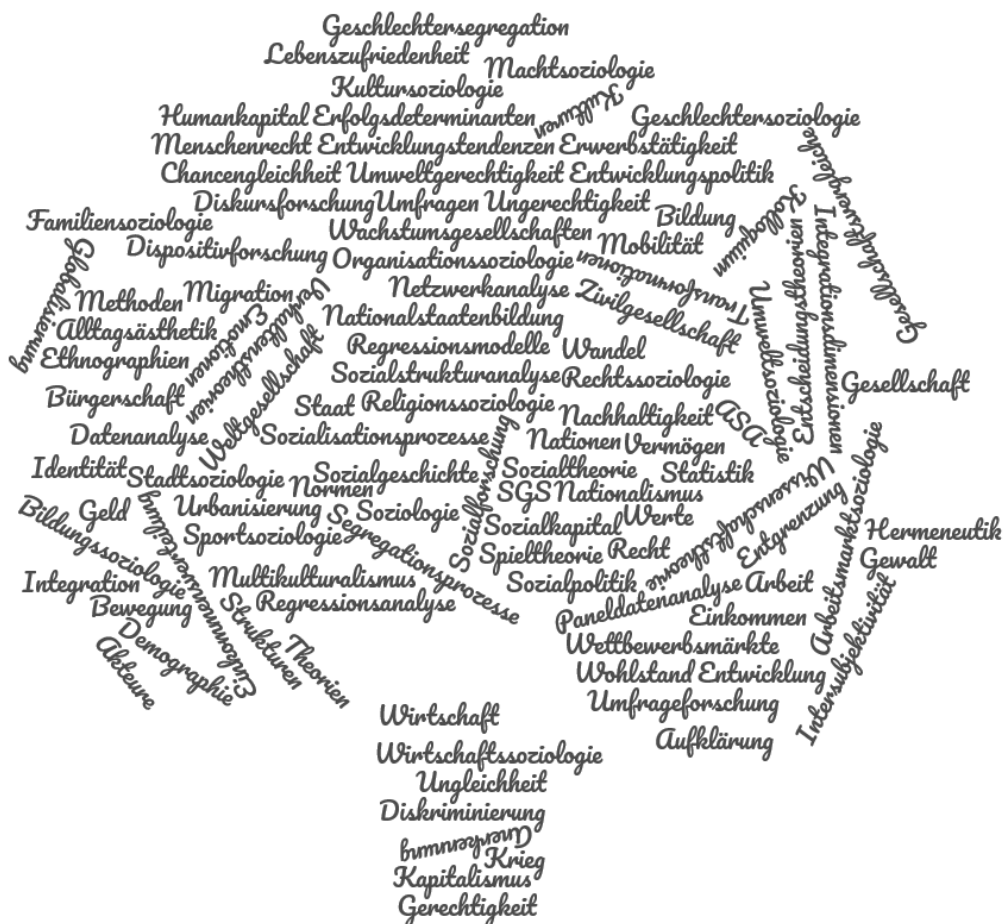 Geschlechtersegregation
Lebenszufriedenheit
Machtsoziologie
Kultursoziologie
Kulturen
Humankapital Erfolgsdeterminanten
Geschlechtersoziologie
Gesellschaftsvergleiche
Menschenrecht Entwicklungstendenzen Erwerbstätigkeit
Chancengleichheit Umweltgerechtigkeit Entwicklungspolitik
Diskursforschung Umfragen Ungerechtigkeit
Bildung
Kolloquium
Entscheidungstheorien
Integrationsdimensionen
Familiensoziologie
Wachstumsgesellschaften
Mobilität
Globalisierung
Dispositivforschung
Organisationssoziologie
Transformationen
Methoden
Migration
Netzwerkanalyse
Zivilgesellschaft
Umweltsoziologie
Alltagsästhetik
Emotionen
Verhaltenstheorien
Weltgesellschaft
Nationalstaatenbildung
Ethnographien
Regressionsmodelle
Wandel
Sozialstrukturanalyse
Rechtssoziologie
Gesellschaft
Bürgerschaft
Staat
Religionssoziologie
Nachhaltigkeit
ASA
Datenanalyse
Sozialisationsprozesse
Sozialforschung
Nationen
Vermögen
Identität
Stadtsoziologie
Sozialgeschichte
Sozialtheorie
Statistik
Normen
SGS
Nationalismus
Wissenschaftstheorie
Entgrenzung
Arbeitsmarktsoziologie
Bildungssoziologie
Geld
Einkommensverteilung
Urbanisierung
Segregationsprozesse
Soziologie
Sozialkapital
Werte
Hermeneutik
Sportsoziologie
Spieltheorie
Recht
Gewalt
Integration
Multikulturalismus
Sozialpolitik
Paneldatenanalyse
Arbeit
Intersubjektivität
Bewegung
Strukturen
Regressionsanalyse
Einkommen
Demographie
Akteure
Theorien
Wettbewerbsmärkte
Wohlstand
Entwicklung
Umfrageforschung
Wirtschaft
Aufklärung
Wirtschaftssoziologie
Ungleichheit
Diskriminierung
Anerkennung
Krieg
Kapitalismus
Gerechtigkeit